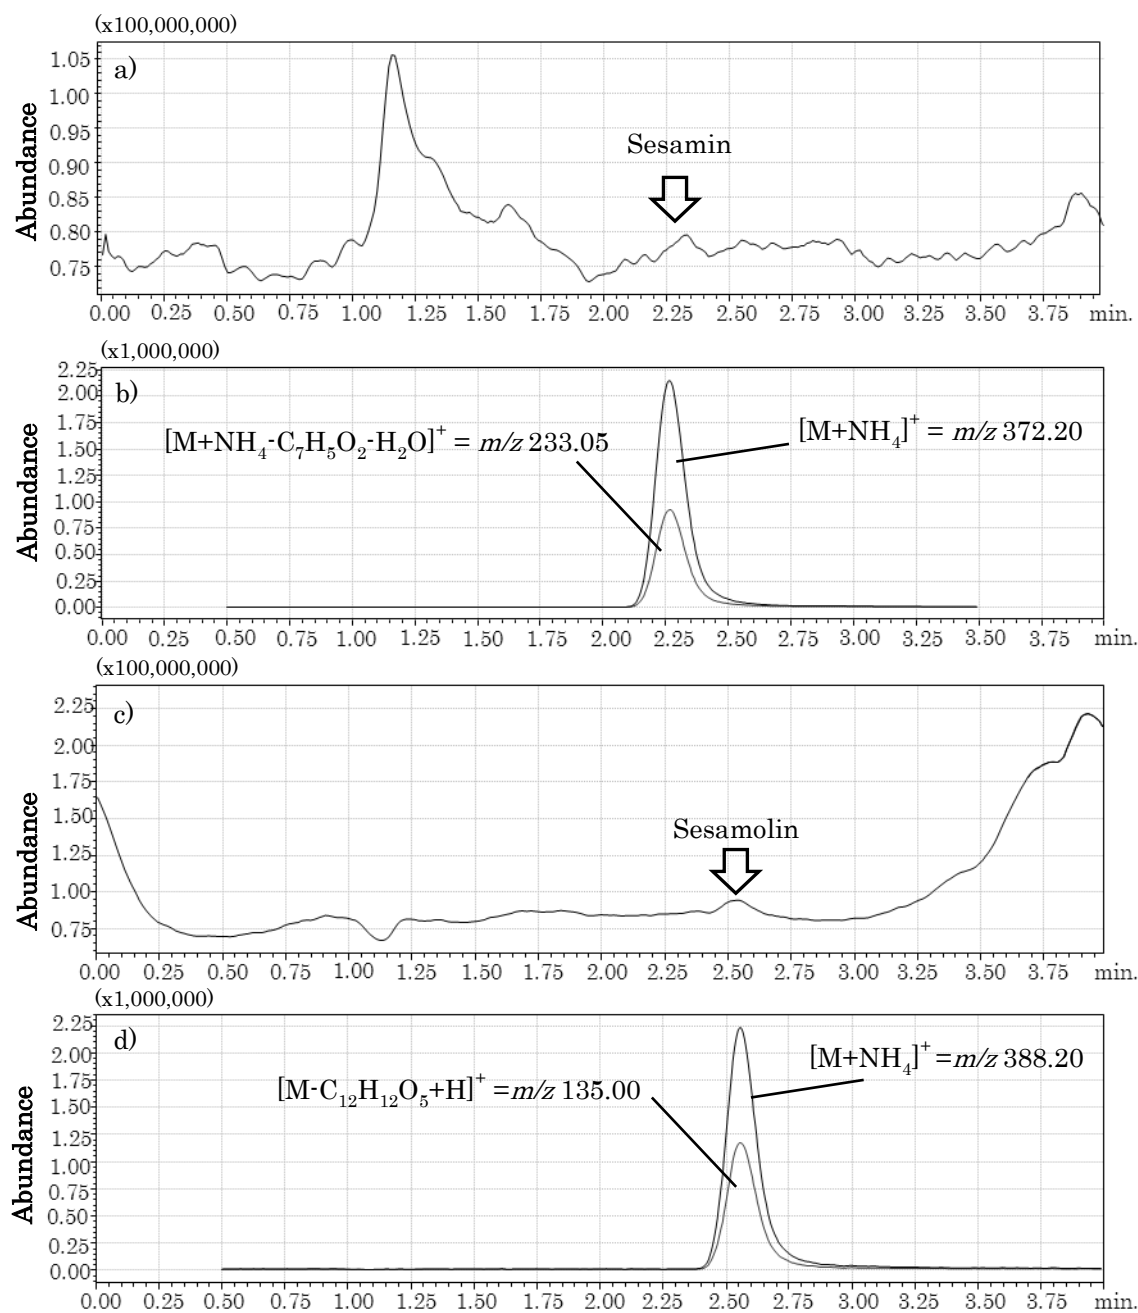 (x100,000,000)
a)
Abundance
1.05
1.00
0.95
0.90
0.85
0.80
0.75
Sesamin
0.00 0.25 0.50 0.75 1.00 1.25 1.50 1.75 2.00 2.25 2.50 2.75 3.00 3.25 3.50 3.75 min.
(x1,000,000)
b)
Abundance
2.25
2.00
1.75
1.50
1.25
1.00
0.75
0.50
0.25
0.00
[M+NH₄-C₇H₅O₂-H₂O]⁺ = m/z 233.05
[M+NH₄]⁺ = m/z 372.20
0.00 0.25 0.50 0.75 1.00 1.25 1.50 1.75 2.00 2.25 2.50 2.75 3.00 3.25 3.50 3.75 min.
(x100,000,000)
c)
Abundance
2.25
2.00
1.75
1.50
1.25
1.00
0.75
Sesamolin
0.00 0.25 0.50 0.75 1.00 1.25 1.50 1.75 2.00 2.25 2.50 2.75 3.00 3.25 3.50 3.75 min.
(x1,000,000)
d)
Abundance
2.25
2.00
1.75
1.50
1.25
1.00
0.75
0.50
0.25
0.00
[M+NH₄]⁺ =m/z 388.20
[M-C₁₂H₁₂O₅+H]⁺ =m/z 135.00
0.00 0.25 0.50 0.75 1.00 1.25 1.50 1.75 2.00 2.25 2.50 2.75 3.00 3.25 3.50 3.75 min